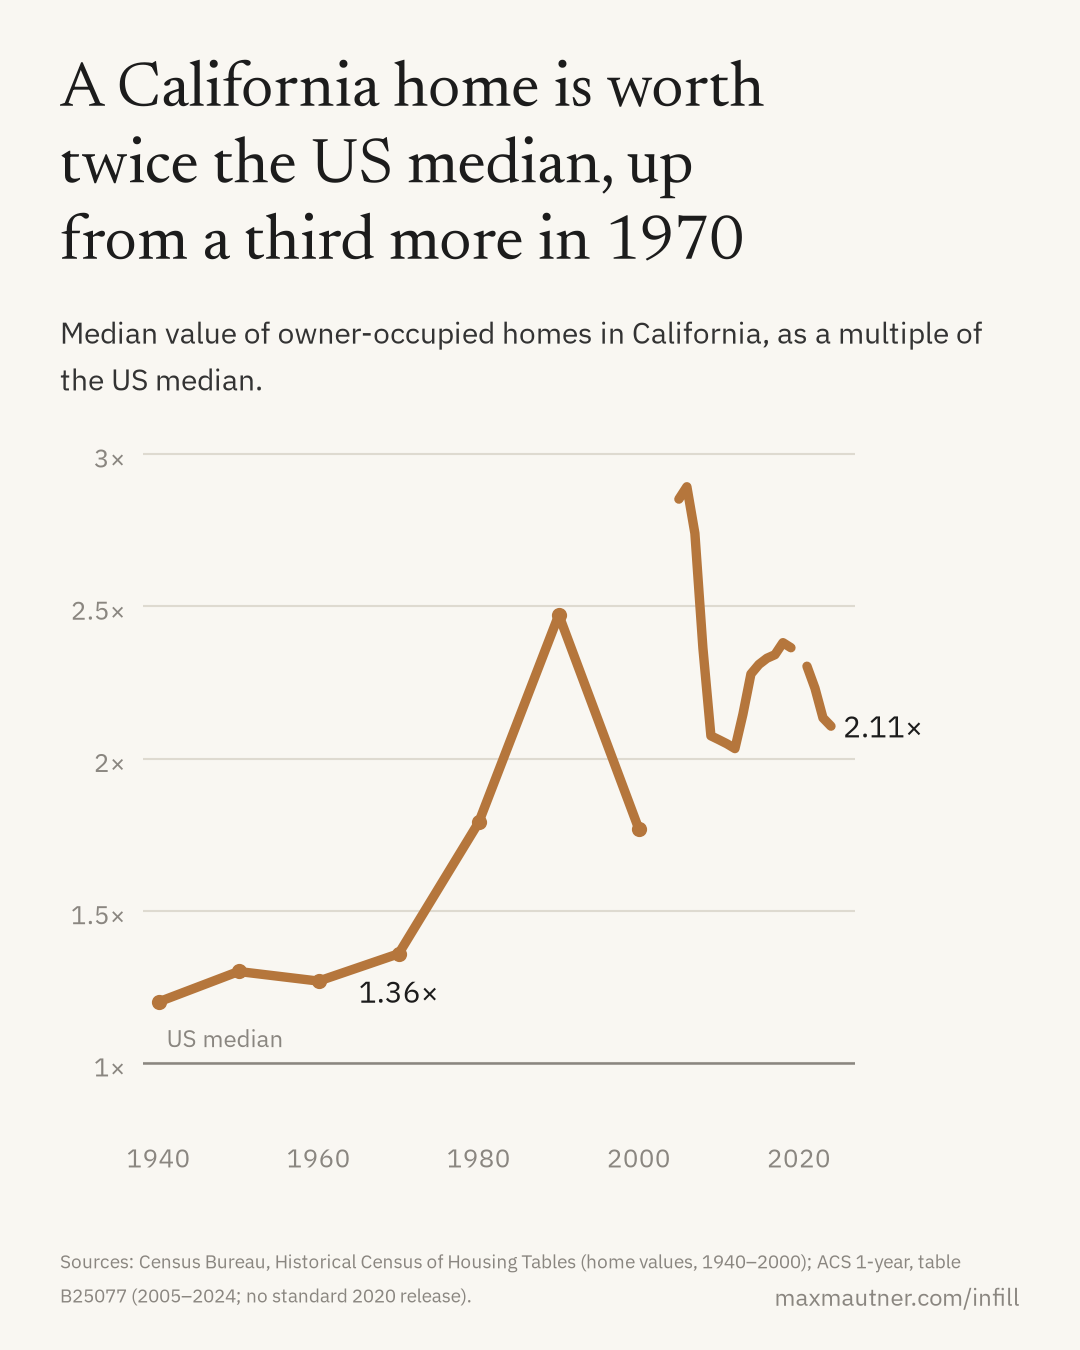 A California home is worth
twice the US median, up
from a third more in 1970
Median value of owner-occupied homes in California, as a multiple of
the US median.
3×
2.5×
2.11×
2×
1.5×
1.36×
US median
1×
1940 1960 1980 2000 2020
Sources: Census Bureau, Historical Census of Housing Tables (home values, 1940–2000); ACS 1-year, table
B25077 (2005–2024; no standard 2020 release).
maxmautner.com/infill